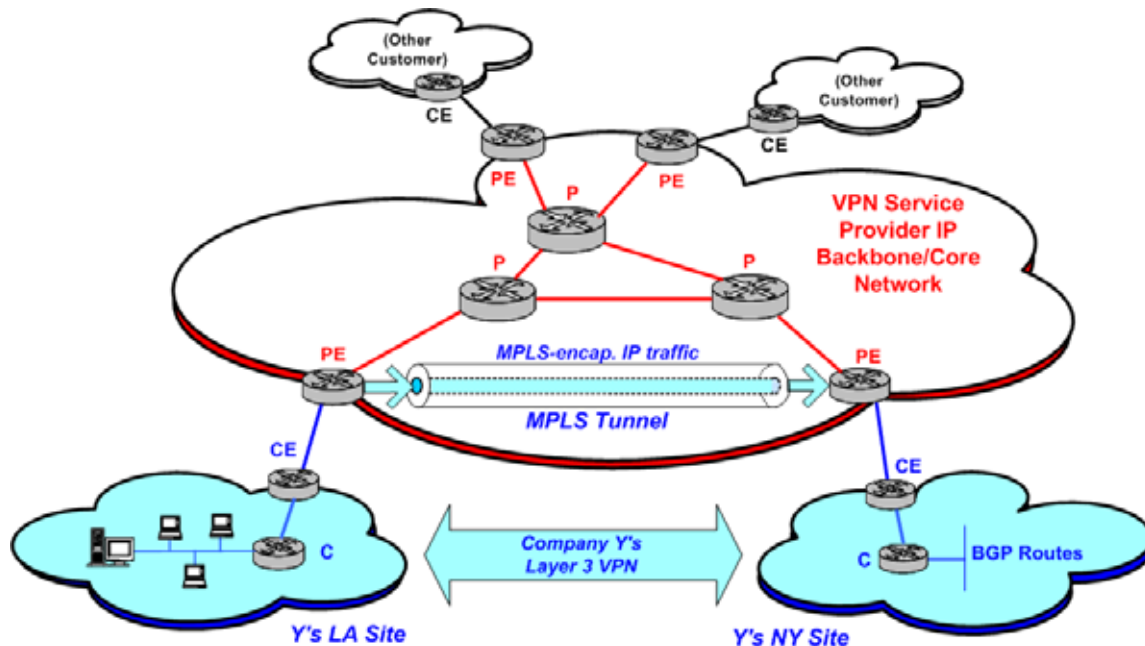 (Other
Customer)
CE
(Other
Customer)
CE
PE
PE
P
VPN Service
Provider IP
Backbone/Core
Network
P
P
PE
MPLS-encap. IP traffic
PE
MPLS Tunnel
CE
CE
C
Company Y's
Layer 3 VPN
C
BGP Routes
Y's LA Site
Y's NY Site